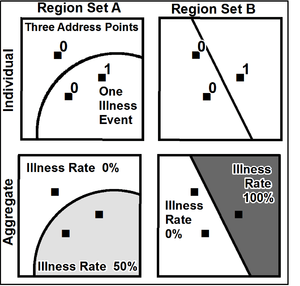 Region Set A
Region Set B
Individual
Three Address Points
0
1
0
One
Illness
Event
0
1
0
Aggregate
Illness Rate 0%
Illness Rate 50%
Illness
Rate
100%
Illness
Rate
0%